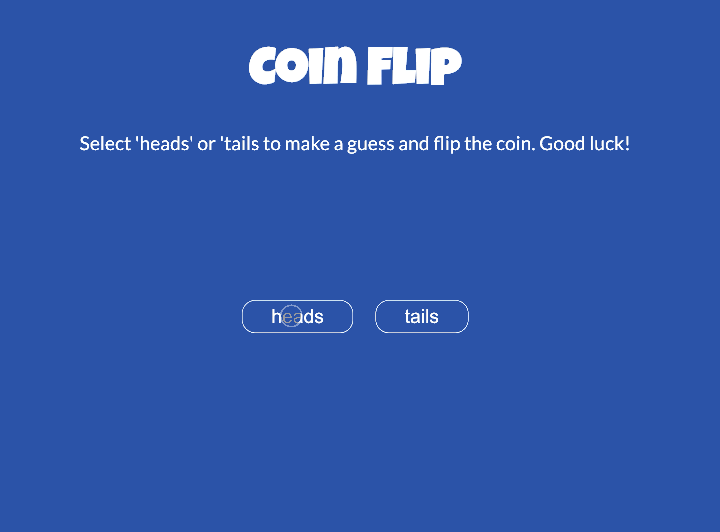 COIN FLIP
Select 'heads' or 'tails to make a guess and flip the coin. Good luck!
heads
tails